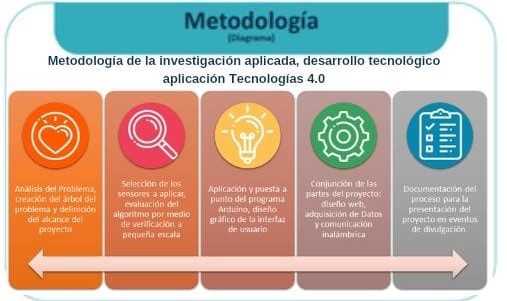 Metodología
(Diagrama)
Metodología de la investigación aplicada, desarrollo tecnológico
aplicación Tecnologías 4.0
Análisis del Problema,
creación del árbol del
problema y definición
del alcance del
proyecto
Selección de los
sensores a aplicar,
evaluación del
algoritmo por medio
de verificación a
pequeña escala
Aplicación y puesta a
punto del programa
Arduino, diseño
gráfico de la interfaz
de usuario
Conjunción de las
partes del proyecto:
diseño web,
adquisición de Datos
y comunicación
inalámbrica
Documentación del
proceso para la
presentación del
proyecto en eventos
de divulgación.